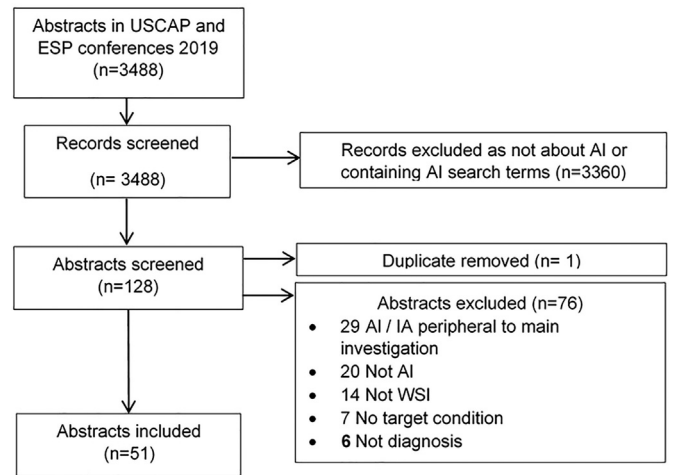 Abstracts in USCAP and
ESP conferences 2019
(n=3488)
Records screened
(n= 3488)
Records excluded as not about AI or
containing AI search terms (n=3360)
Abstracts screened
(n=128)
Duplicate removed (n= 1)
Abstracts excluded (n=76)
• 29 AI / IA peripheral to main
investigation
• 20 Not AI
• 14 Not WSI
• 7 No target condition
• 6 Not diagnosis
Abstracts included
(n=51)